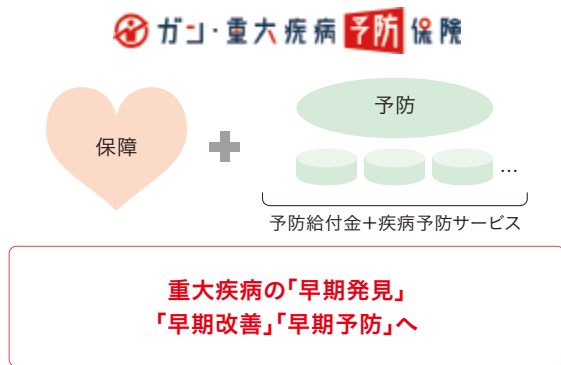 ガン・重大疾病予防保険
保障
予防
…
予防給付金+疾病予防サービス
重大疾病の「早期発見」
「早期改善」「早期予防」へ